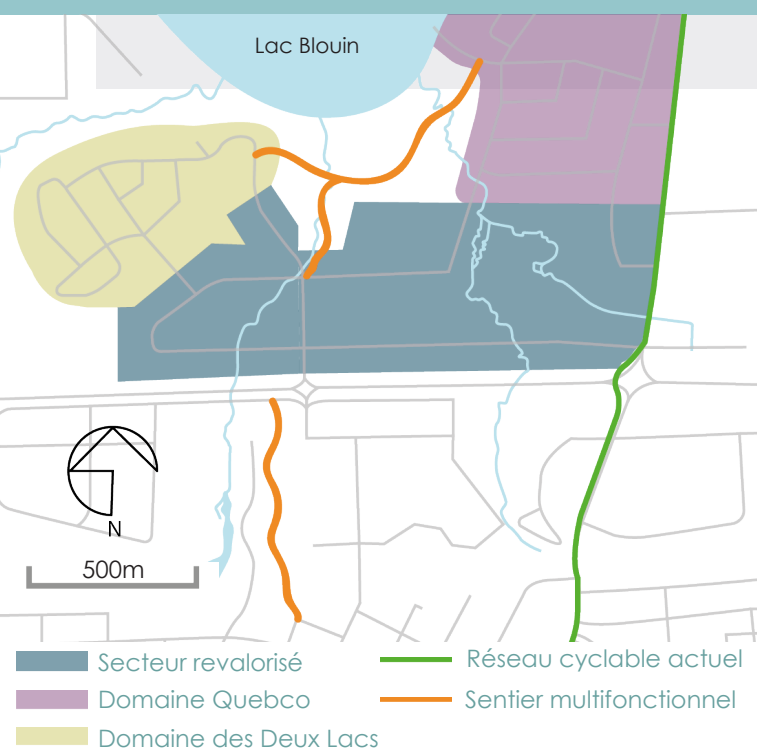 Lac Blouin
N
500m
Secteur revalorisé
Réseau cyclable actuel
Domaine Quebco
Sentier multifonctionnel
Domaine des Deux Lacs